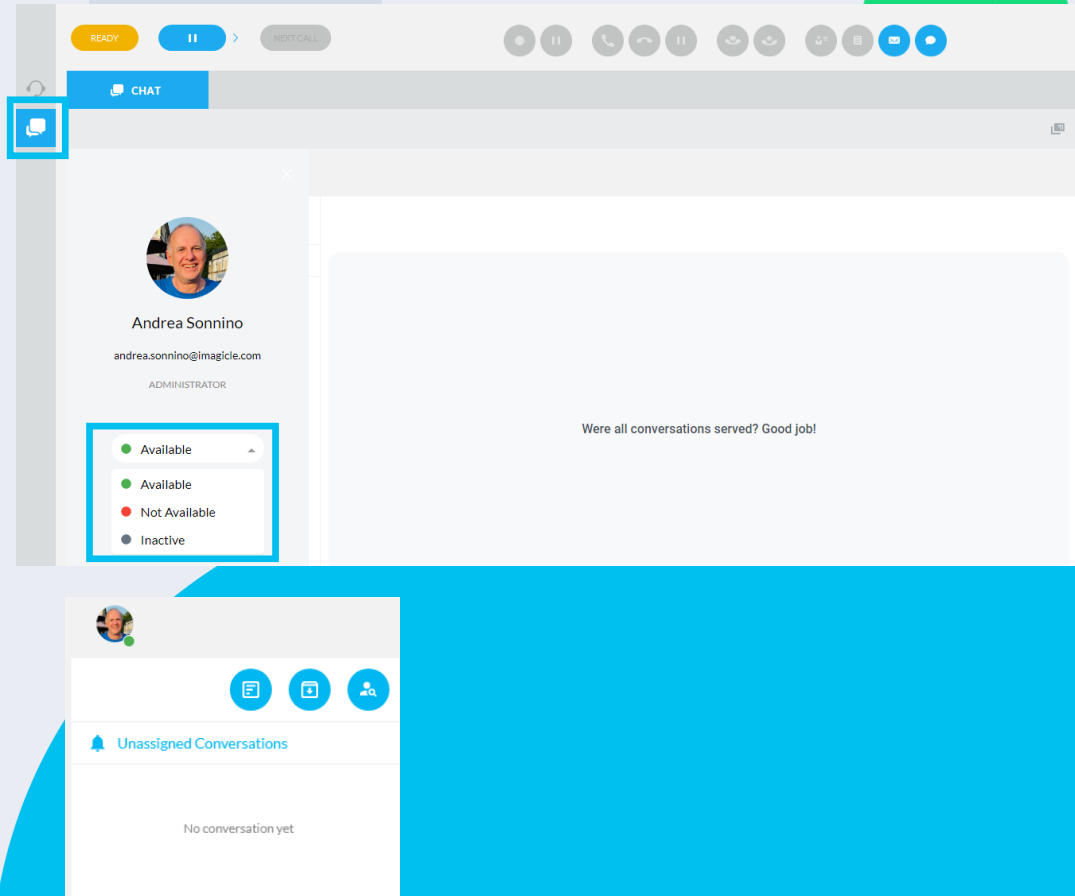 READY
NEXT CALL
CHAT
Andrea Sonnino
andrea.sonnino@imagicle.com
ADMINISTRATOR
Available
Available
Not Available
Inactive
Were all conversations served? Good job!
Unassigned Conversations
No conversation yet